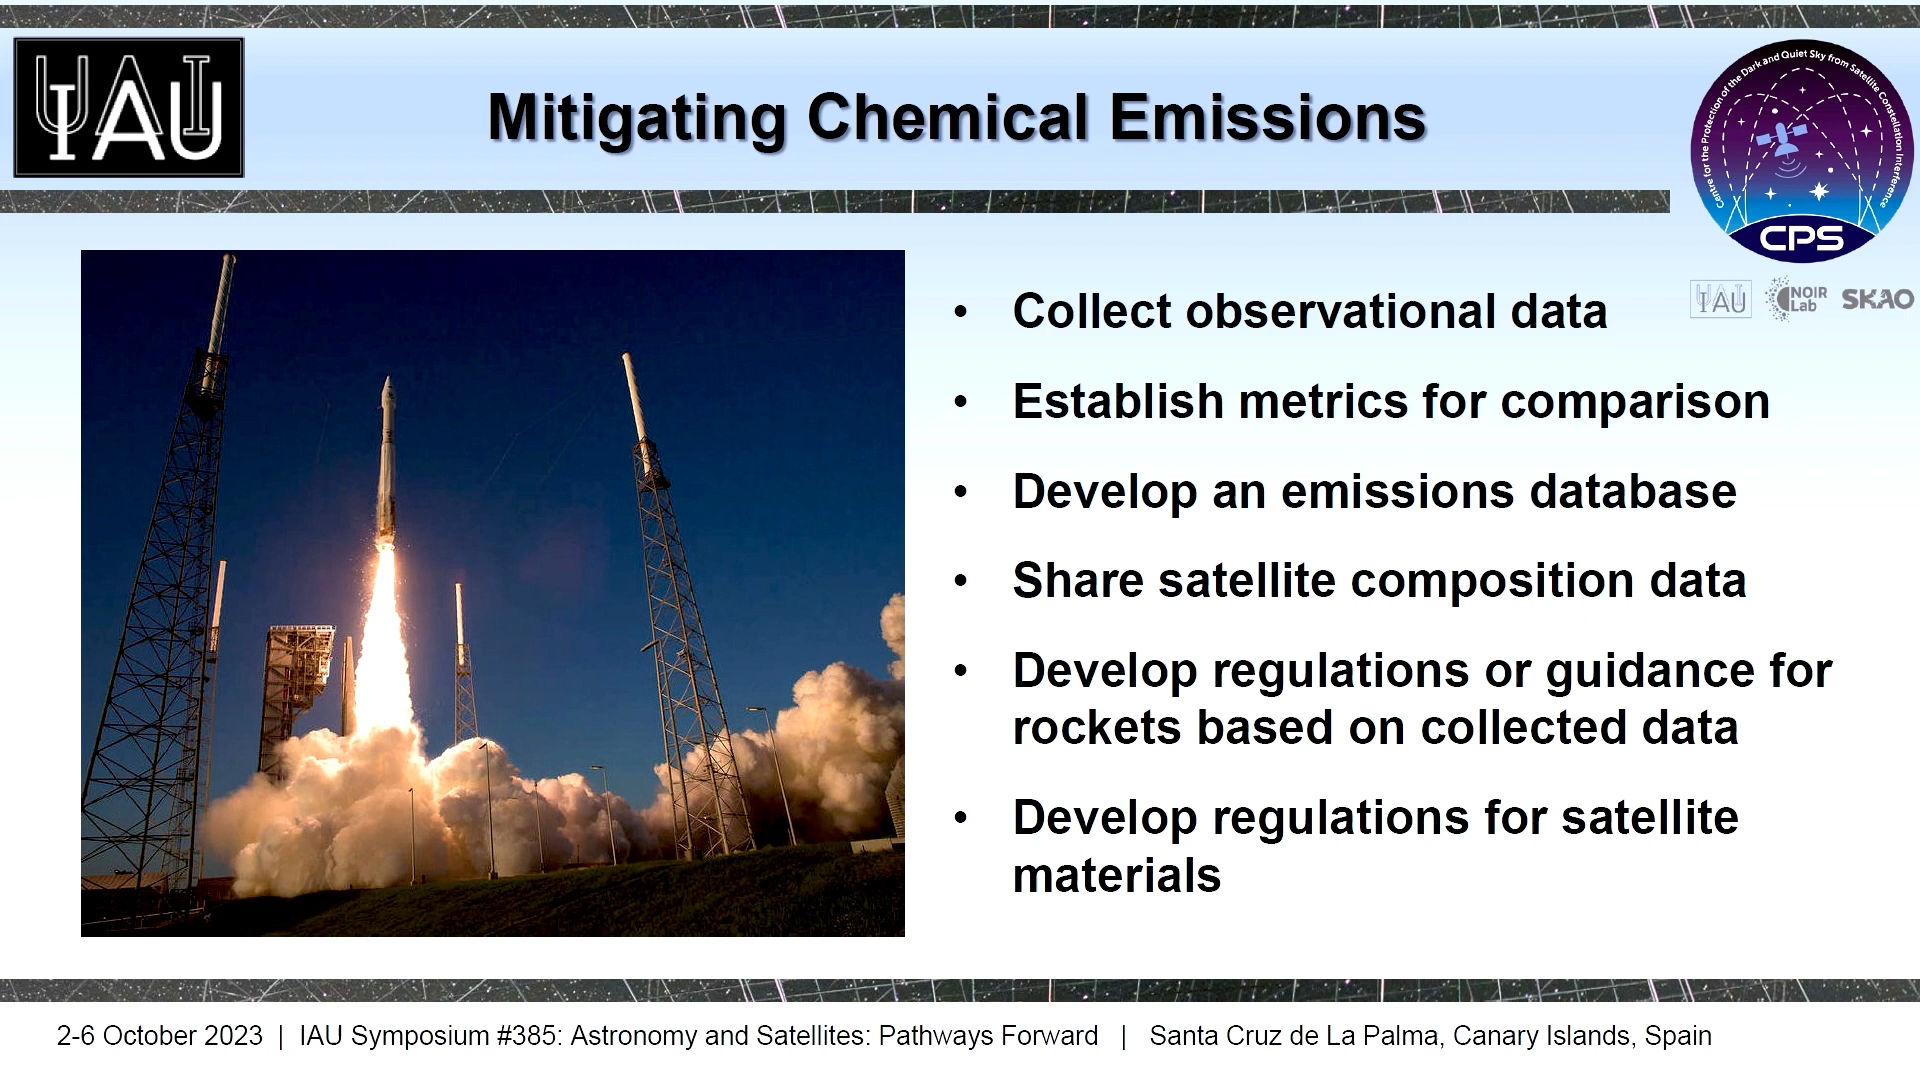 IAU
Mitigating Chemical Emissions
Centre for the Protection of the Dark and Quiet Sky from Satellite Constellation Interference
CPS
IAU
NOIR
Lab
SKAO
• Collect observational data
• Establish metrics for comparison
• Develop an emissions database
• Share satellite composition data
• Develop regulations or guidance for
rockets based on collected data
• Develop regulations for satellite
materials
2-6 October 2023 | IAU Symposium #385: Astronomy and Satellites: Pathways Forward | Santa Cruz de La Palma, Canary Islands, Spain